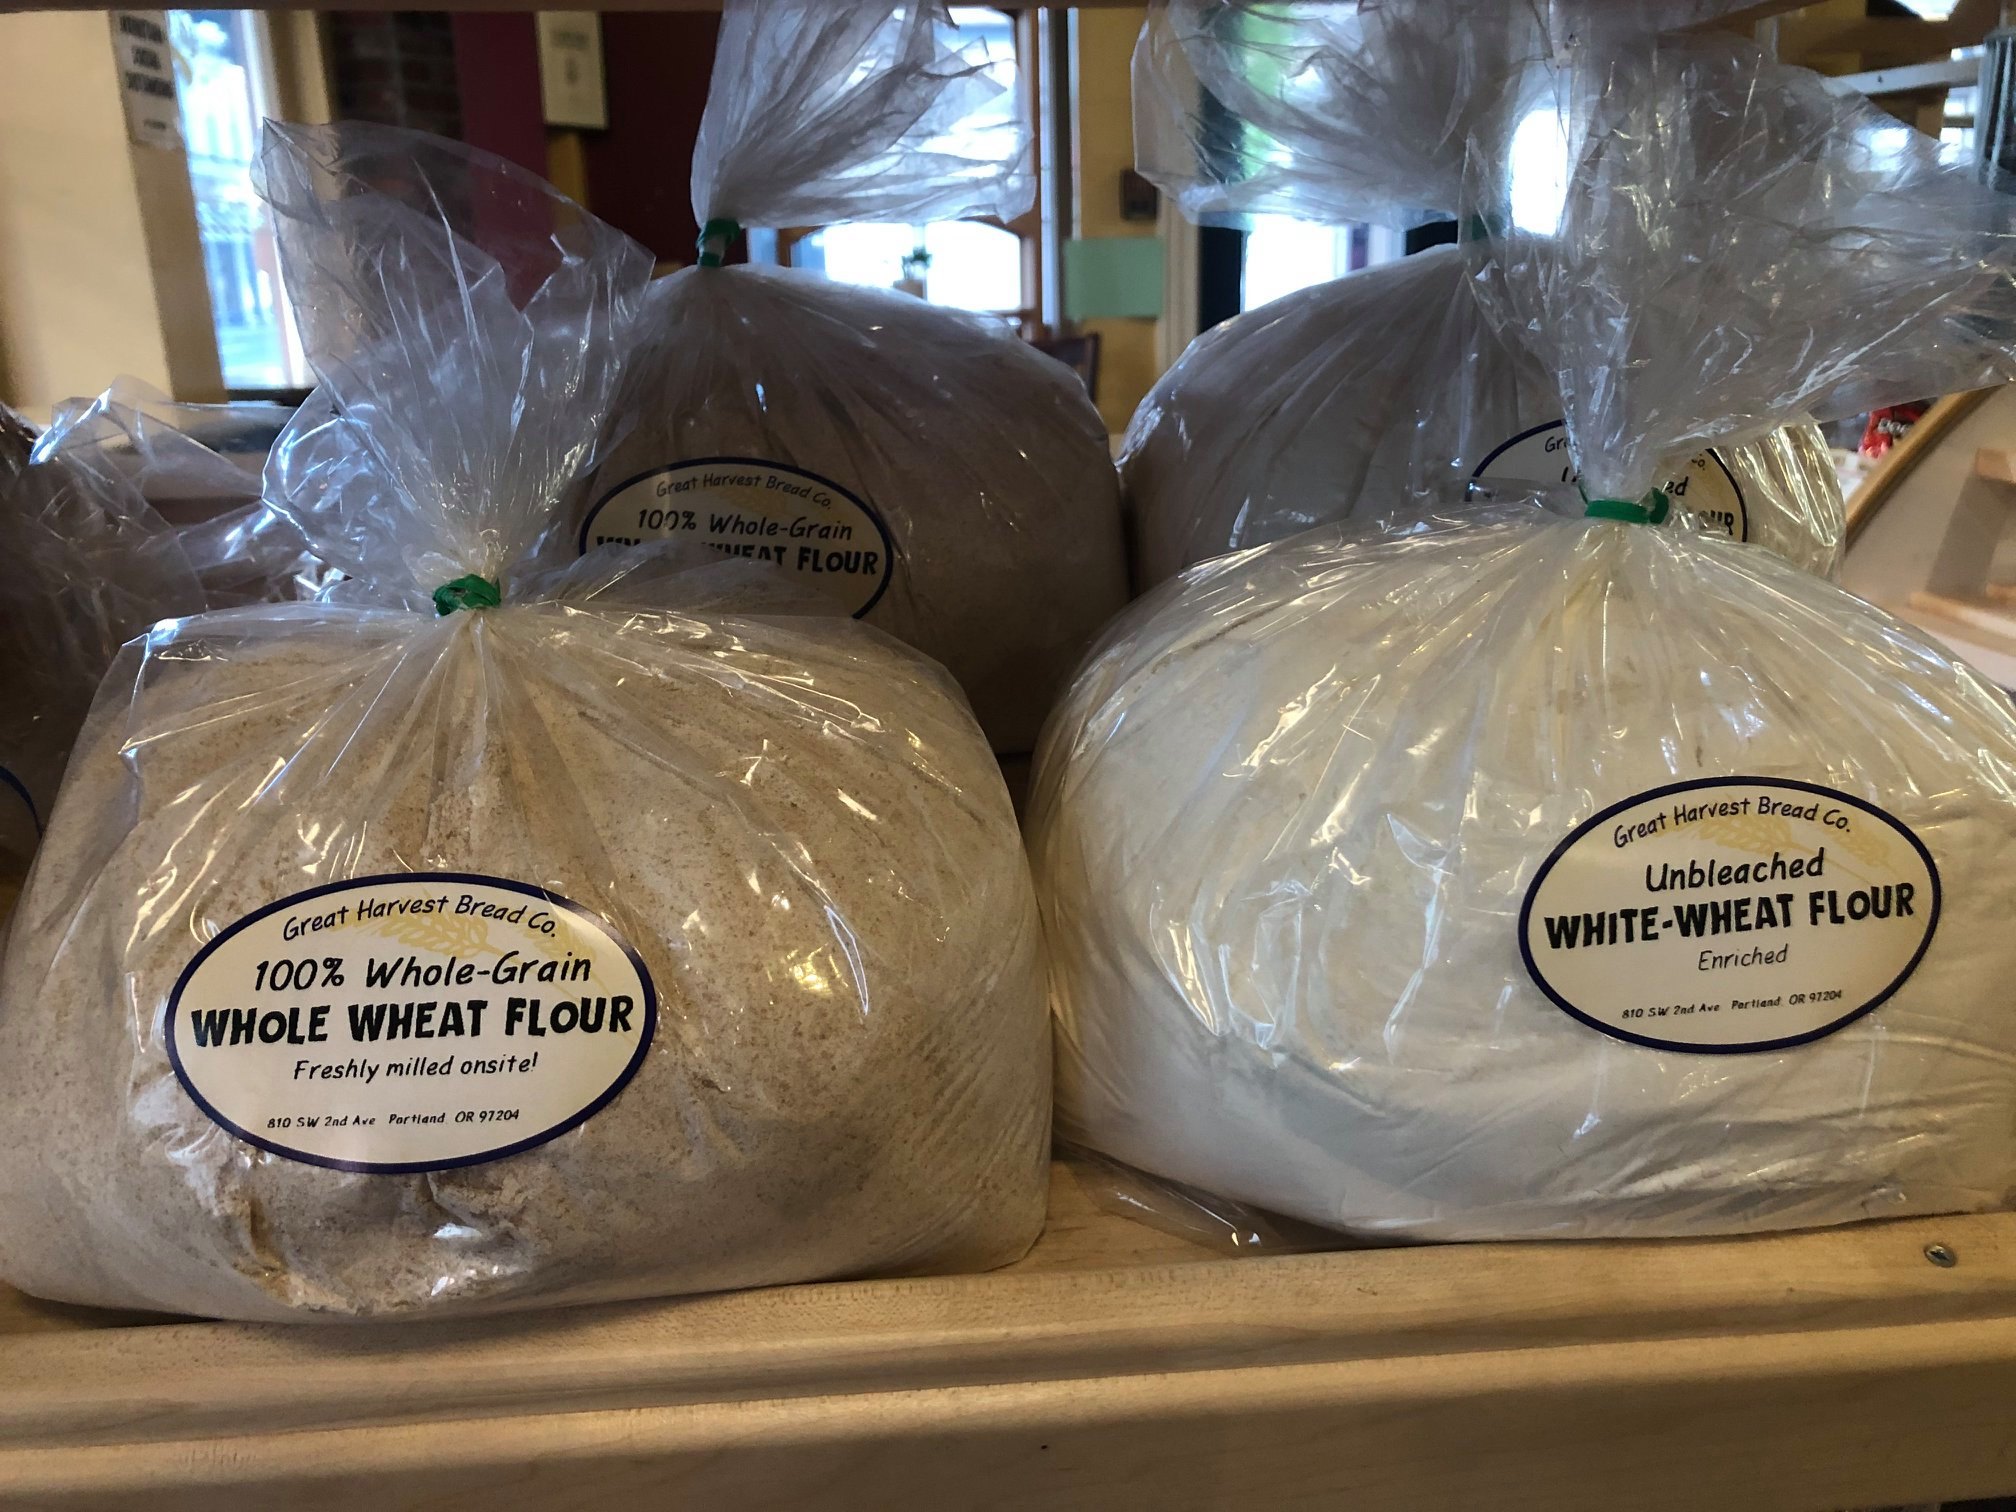 Great Harvest Bread Co.
100% Whole-Grain
WHEAT FLOUR
Great Harvest Bread Co.
100% Whole-Grain
WHOLE WHEAT FLOUR
Freshly milled onsite!
810 SW 2nd Ave Portland OR 97204
Great Harvest Bread Co.
Unbleached
WHITE-WHEAT FLOUR
Enriched
810 SW 2nd Ave Portland OR 97204